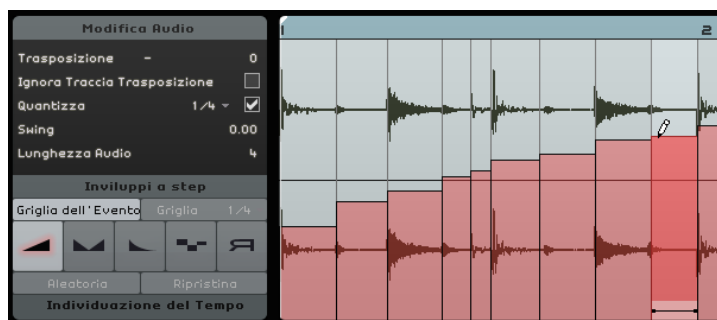 Modifica Audio
Trasposizione - 0
Ignora Traccia Trasposizione
Quantizza 1/4
Swing 0.00
Lunghezza Audio 4
Inviluppi a step
Griglia dell'Evento Griglia 1/4
Aleatoria Ripristina
Individuazione del Tempo
1 2